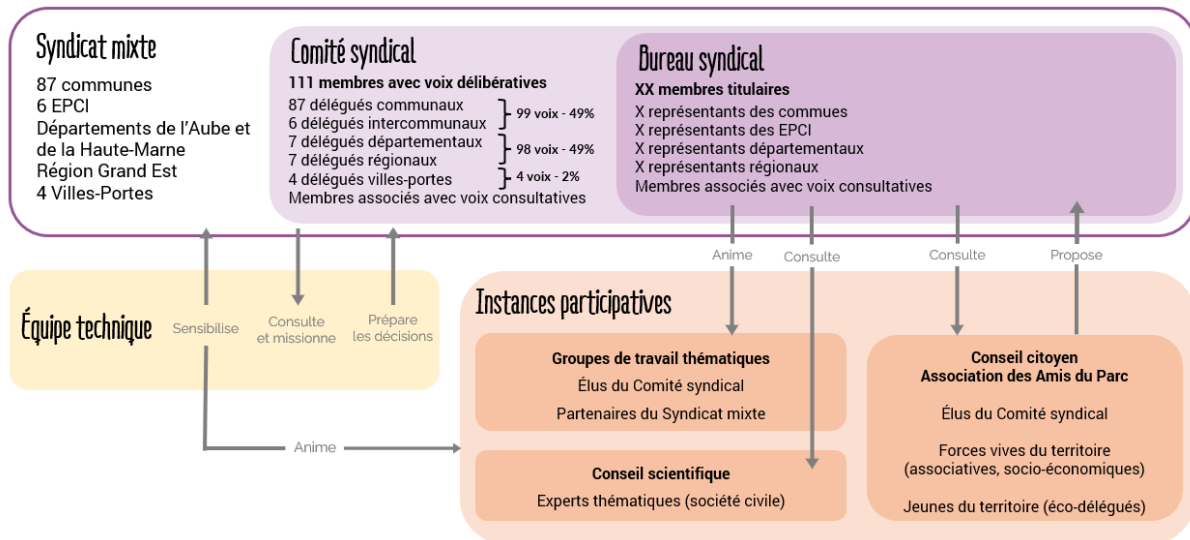 Syndicat mixte
87 communes
6 EPCI
Départements de l'Aube et
de la Haute-Marne
Région Grand Est
4 Villes-Portes
Comité syndical
111 membres avec voix délibératives
87 délégués communaux
6 délégués intercommunaux
99 voix - 49%
7 délégués départementaux
7 délégués régionaux
98 voix - 49%
4 délégués villes-portes
4 voix - 2%
Membres associés avec voix consultatives
Bureau syndical
XX membres titulaires
X représentants des commues
X représentants des EPCI
X représentants départementaux
X représentants régionaux
Membres associés avec voix consultatives
Anime
Consulte
Consulte
Propose
Équipe technique
Sensibilise
Consulte
et missionne
Prépare
les décisions
Anime
Instances participatives
Groupes de travail thématiques
Élus du Comité syndical
Partenaires du Syndicat mixte
Conseil scientifique
Experts thématiques (société civile)
Conseil citoyen
Association des Amis du Parc
Élus du Comité syndical
Forces vives du territoire
(associatives, socio-économiques)
Jeunes du territoire (éco-délégués)